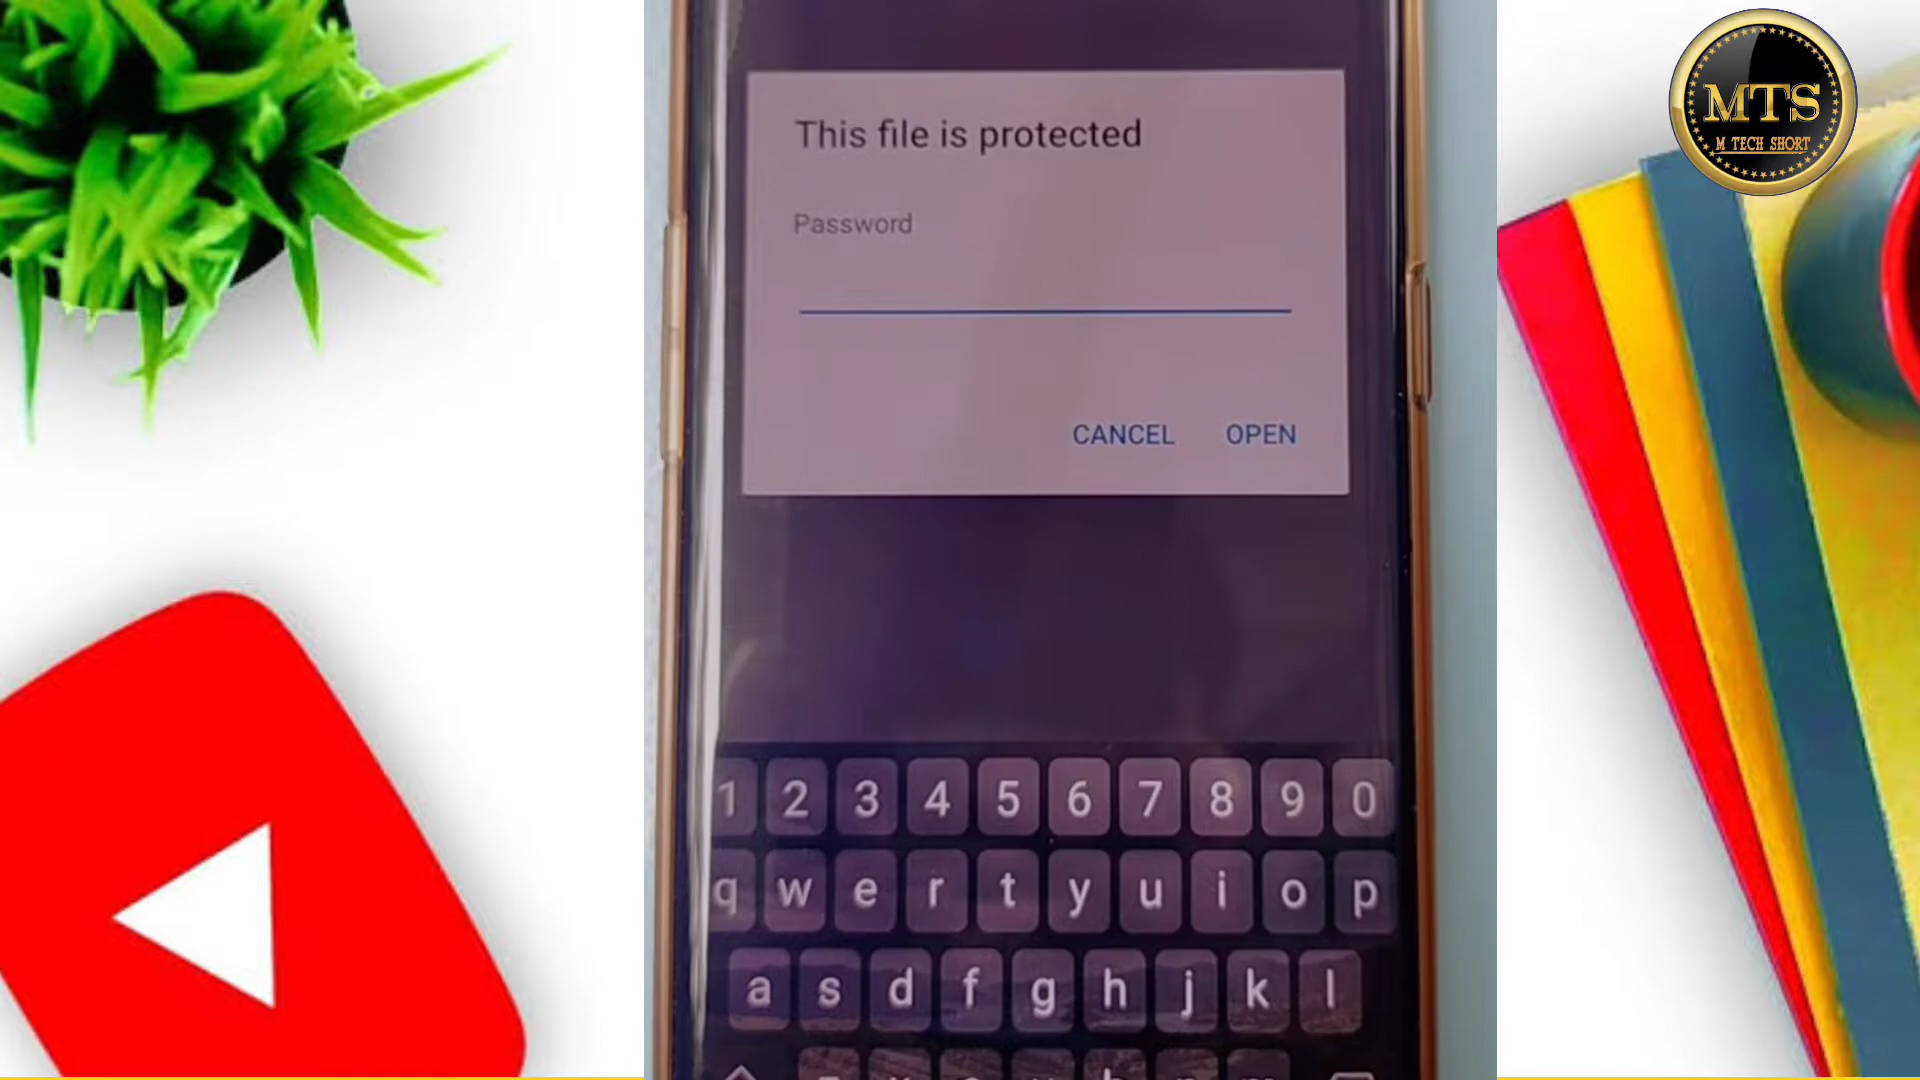 MTS
M TECH SHORT
This file is protected
Password
CANCEL OPEN
1 2 3 4 5 6 7 8 9 0
q w e r t y u i o p
a s d f g h j k l